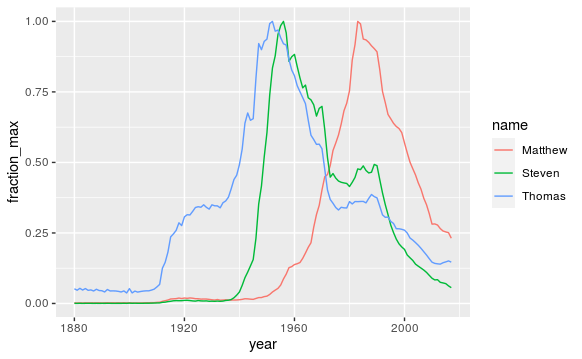 1.00
0.75
0.50
0.25
0.00
fraction_max
1880
1920
1960
2000
year
name
Matthew
Steven
Thomas